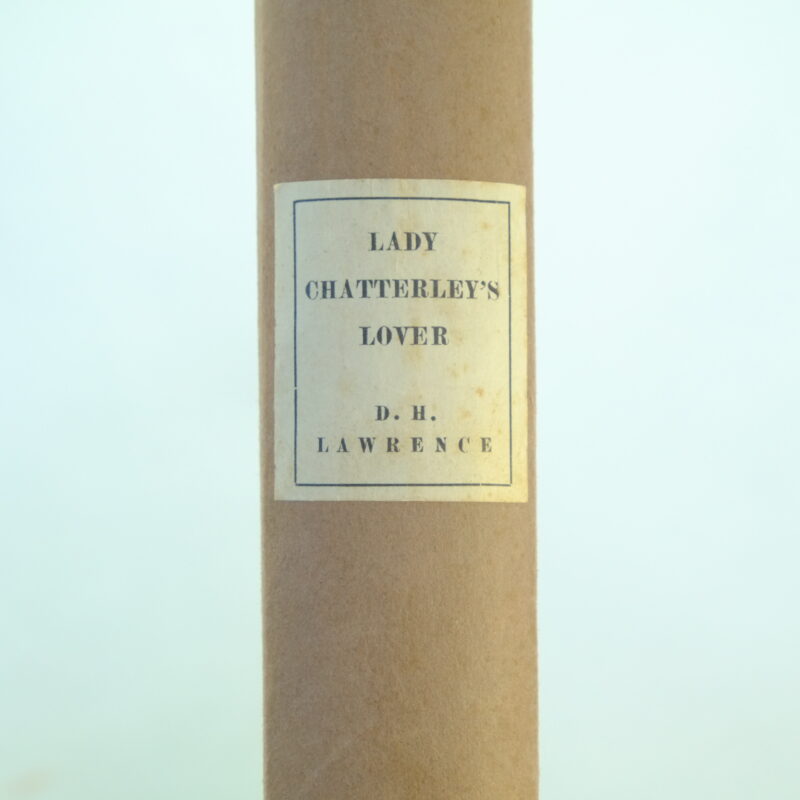 LADY
CHATTERLEY'S
LOVER
D. H.
LAWRENCE